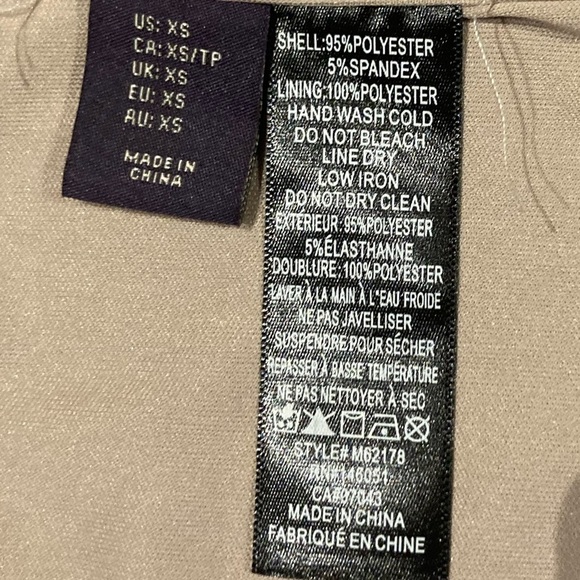 US: XS
CA: XS/TP
UK: XS
EU: XS
AU: XS
MADE IN
CHINA
SHELL:95%POLYESTER
5%SPANDEX
LINING:100%POLYESTER
HAND WASH COLD
DO NOT BLEACH
LINE DRY
LOW IRON
DO NOT DRY CLEAN
EXTÉRIEUR:95%POLYESTER
5%ÉLASTHANNE
DOUBLURE:100%POLYESTER
LAVER À LA MAIN À L'EAU FROIDE
NE PAS JAVELLISER
SUSPENDRE POUR SÉCHER
REPASSER À BASSE TEMPÉRATURE
NE PAS NETTOYER À SEC
STYLE# M62178
RN#146051
CA#07043
MADE IN CHINA
FABRIQUÉ EN CHINE